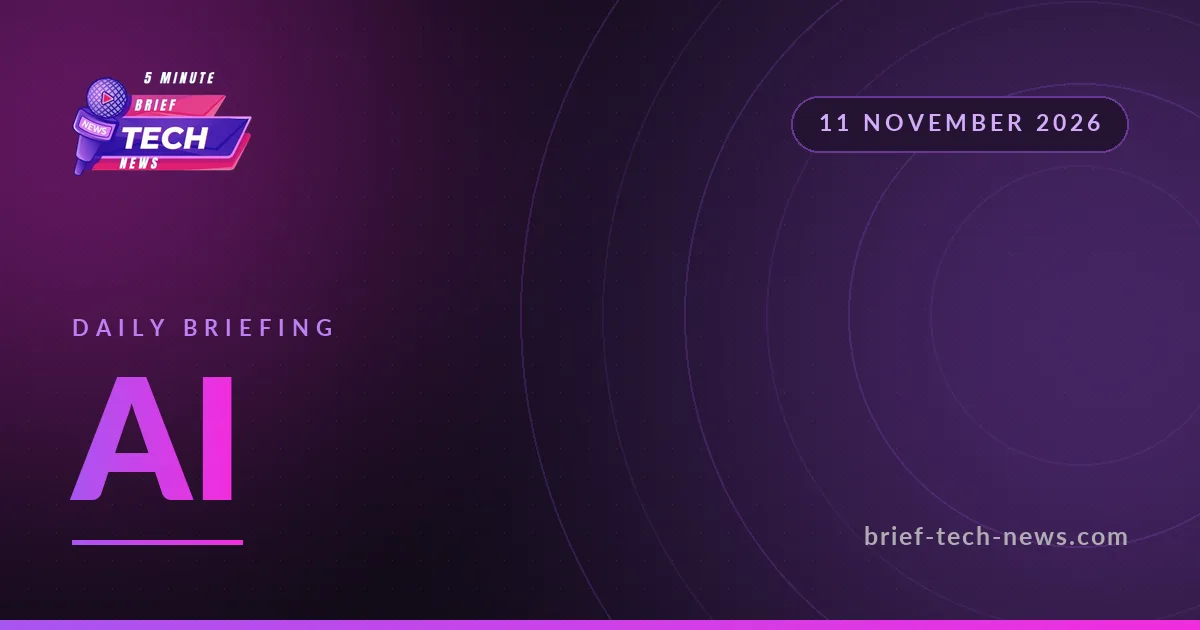 5 MINUTE
BRIEF
NEWS
TECH
NEWS
11 NOVEMBER 2026
DAILY BRIEFING
AI
brief-tech-news.com